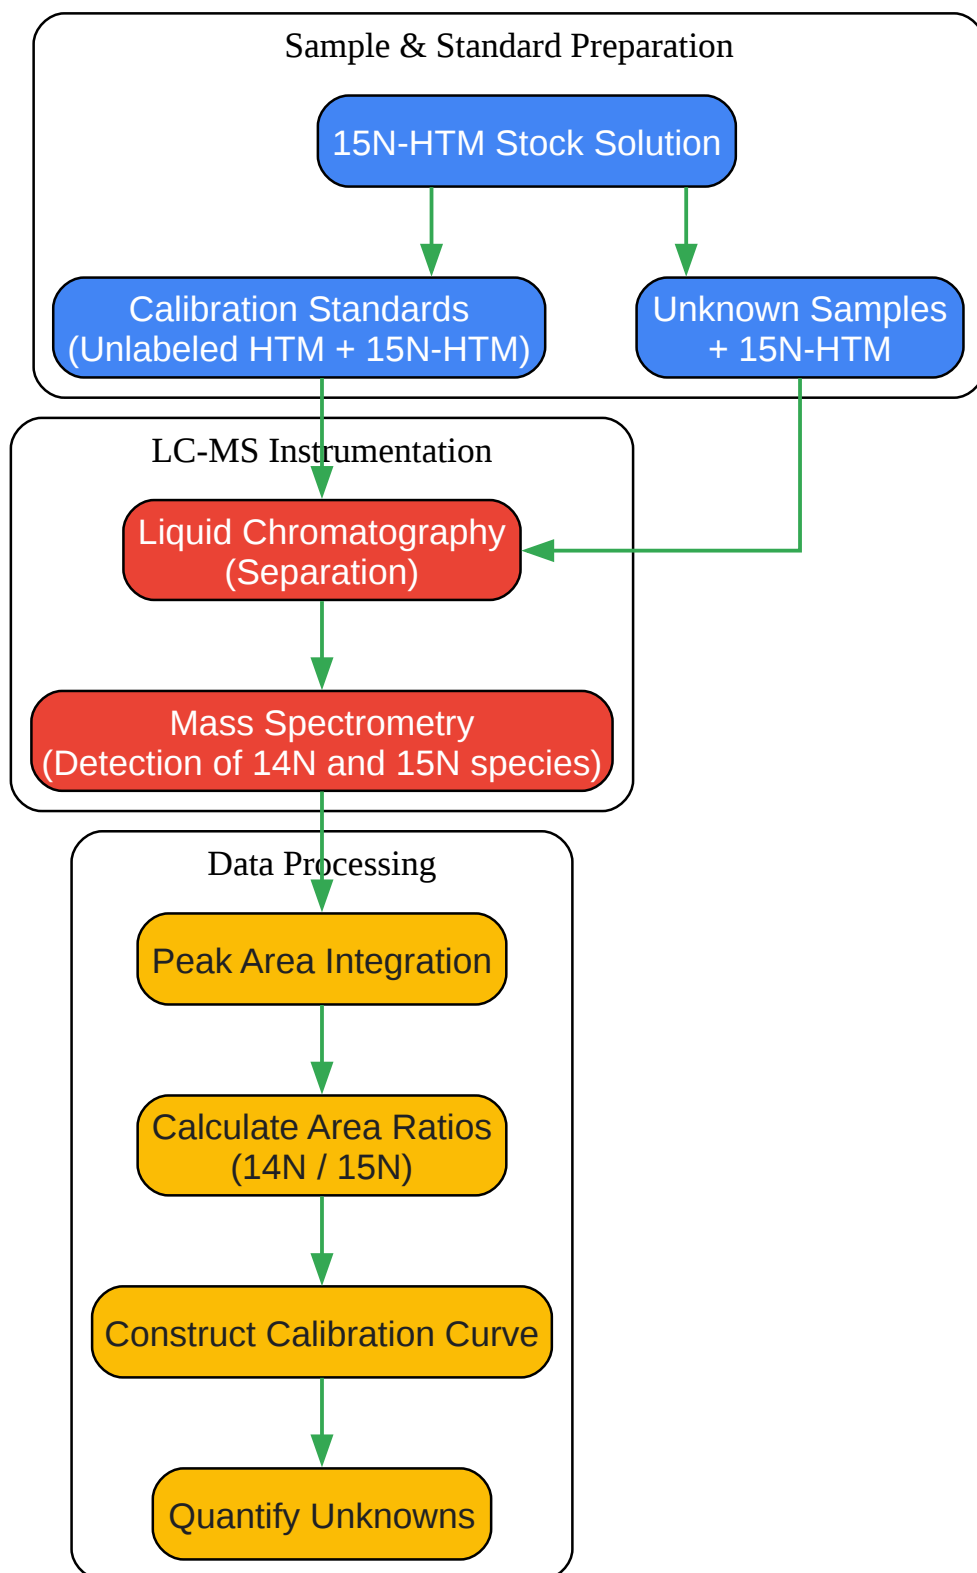 Sample & Standard Preparation
15N-HTM Stock Solution
Calibration Standards
(Unlabeled HTM + 15N-HTM)
Unknown Samples
+ 15N-HTM
LC-MS Instrumentation
Liquid Chromatography
(Separation)
Mass Spectrometry
(Detection of 14N and 15N species)
Data Processing
Peak Area Integration
Calculate Area Ratios
(14N / 15N)
Construct Calibration Curve
Quantify Unknowns